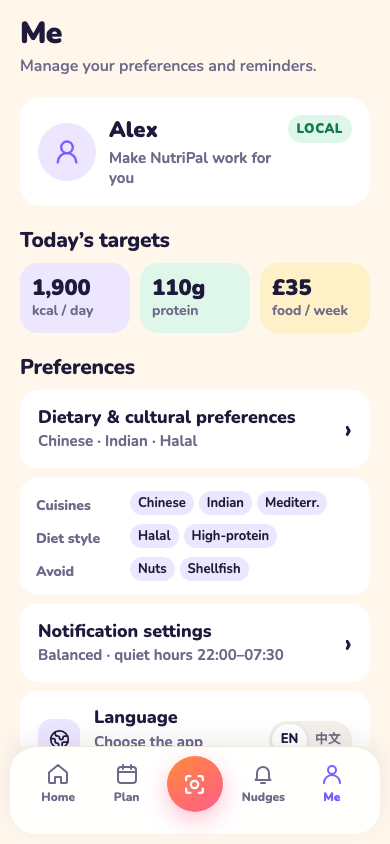 Me
Manage your preferences and reminders.
Alex
LOCAL
Make NutriPal work for
you
Today’s targets
1,900
kcal / day
110g
protein
£35
food / week
Preferences
Dietary & cultural preferences
Chinese · Indian · Halal
›
Cuisines
Chinese
Indian
Mediterr.
Diet style
Halal
High-protein
Avoid
Nuts
Shellfish
Notification settings
Balanced · quiet hours 22:00–07:30
›
Language
Choose the app
EN
中文
Home
Plan
Nudges
Me